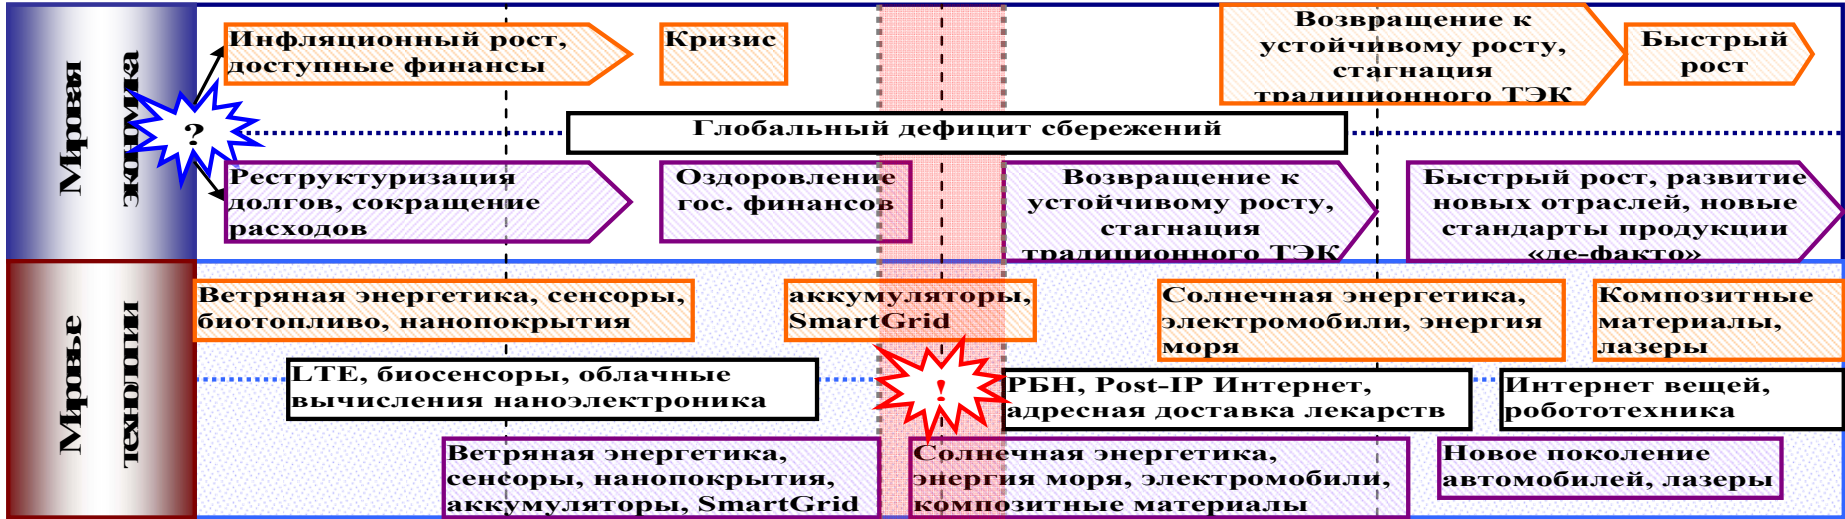 Мировая
экономика
Инфляционный рост,
доступные финансы
Кризис
Возвращение к
устойчивому росту,
стагнация
традиционного ТЭК
Быстрый
рост
?
Глобальный дефицит сбережений
Реструктуризация
долгов, сокращение
расходов
Оздоровление
гос. финансов
Возвращение к
устойчивому росту,
стагнация
традиционного ТЭК
Быстрый рост, развитие
новых отраслей, новые
стандарты продукции
«де-факто»
Мировые
технологии
Ветряная энергетика, сенсоры,
биотопливо, нанопокрытия
аккумуляторы,
SmartGrid
Солнечная энергетика,
электромобили, энергия
моря
Композитные
материалы,
лазеры
LTE, биосенсоры, облачные
вычисления наноэлектроника
!
РБН, Post-IP Интернет,
адресная доставка лекарств
Интернет вещей,
робототехника
Ветряная энергетика,
сенсоры, нанопокрытия,
аккумуляторы, SmartGrid
Солнечная энергетика,
энергия моря, электромобили,
композитные материалы
Новое поколение
автомобилей, лазеры